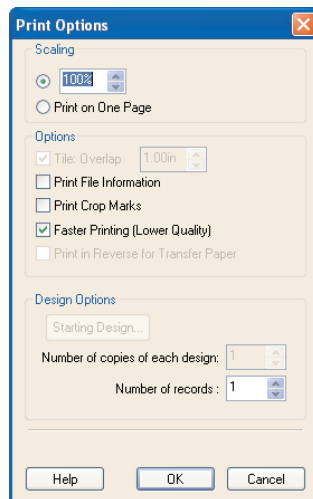 Print Options
Scaling
100%
Print on One Page
Options
Tile: Overlap 1.00in
Print File Information
Print Crop Marks
Faster Printing (Lower Quality)
Print in Reverse for Transfer Paper
Design Options
Starting Design...
Number of copies of each design: 1
Number of records : 1
Help OK Cancel